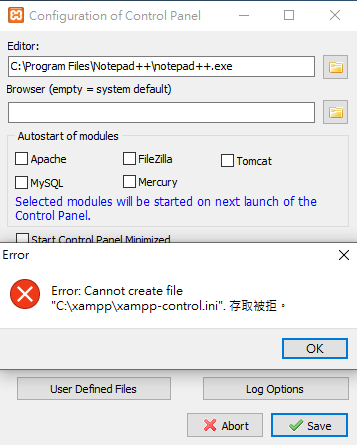 Configuration of Control Panel
Editor:
C:\Program Files\Notepad++\notepad++.exe
Browser (empty = system default)
Autostart of modules
Apache
FileZilla
Tomcat
MySQL
Mercury
Selected modules will be started on next launch of the
Control Panel.
Start Control Panel Minimized
Error
Error: Cannot create file
"C:\xampp\xampp-control.ini". 存取被拒。
OK
User Defined Files
Log Options
Abort
Save